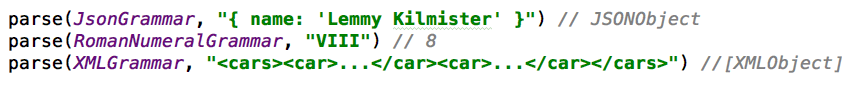 parse(JsonGrammar, "{ name: 'Lemmy Kilmister' }") // JSONObject
parse(RomanNumeralGrammar, "VIII") // 8
parse(XMLGrammar, "<cars><car>...</car><car>...</car></cars>") //[XMLObject]